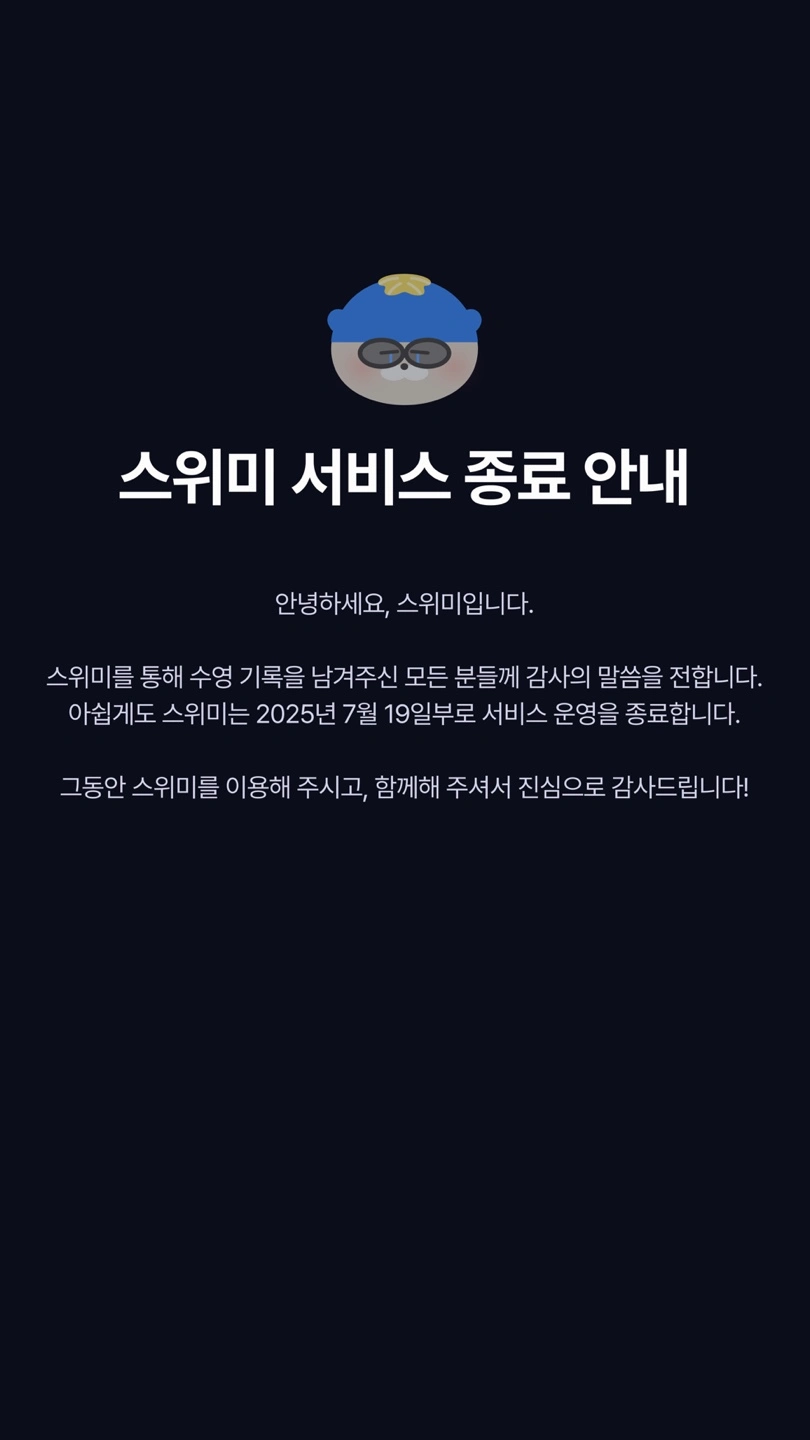 스위미 서비스 종료 안내
안녕하세요, 스위미입니다.
스위미를 통해 수영 기록을 남겨주신 모든 분들께 감사의 말씀을 전합니다.
아쉽게도 스위미는 2025년 7월 19일부로 서비스 운영을 종료합니다.
그동안 스위미를 이용해 주시고, 함께해 주셔서 진심으로 감사드립니다!